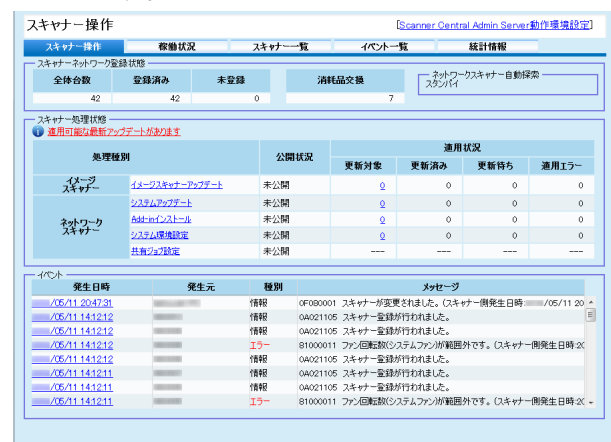 スキャナー操作 [Scanner Central Admin Server動作環境設定]
スキャナー操作 稼働状況 スキャナー一覧 イベント一覧 統計情報
スキャナーネットワーク登録状態
全体台数 登録済み 未登録 消耗品交換
42 42 0 7
ネットワークスキャナー自動探索
スタンバイ
スキャナー処理状態
適用可能な最新アップデートがあります
処理種別 公開状況 適用状況
更新対象 更新済み 更新待ち 適用エラー
イメージ
スキャナー
イメージスキャナーアップデート 未公開 0 0 0 0
ネットワーク
スキャナー
システムアップデート 未公開 0 0 0 0
Add-inインストール 未公開 0 0 0 0
システム環境設定 未公開 0 0 0 0
共有ジョブ設定 未公開 --- --- --- ---
イベント
発生日時 発生元 種別 メッセージ
/05/11 20:47:31 情報 0F080001 スキャナーが変更されました。(スキャナー側発生日時: /05/11 20
/05/11 14:12:12 情報 0A021105 スキャナー登録が行われました。
/05/11 14:12:12 情報 0A021105 スキャナー登録が行われました。
/05/11 14:12:12 エラー 81000011 ファン回転数(システムファン)が範囲外です。(スキャナー側発生日時:20
/05/11 14:12:12 情報 0A021105 スキャナー登録が行われました。
/05/11 14:12:11 情報 0A021105 スキャナー登録が行われました。
/05/11 14:12:11 情報 0A021105 スキャナー登録が行われました。
/05/11 14:12:11 エラー 81000011 ファン回転数(システムファン)が範囲外です。(スキャナー側発生日時:20